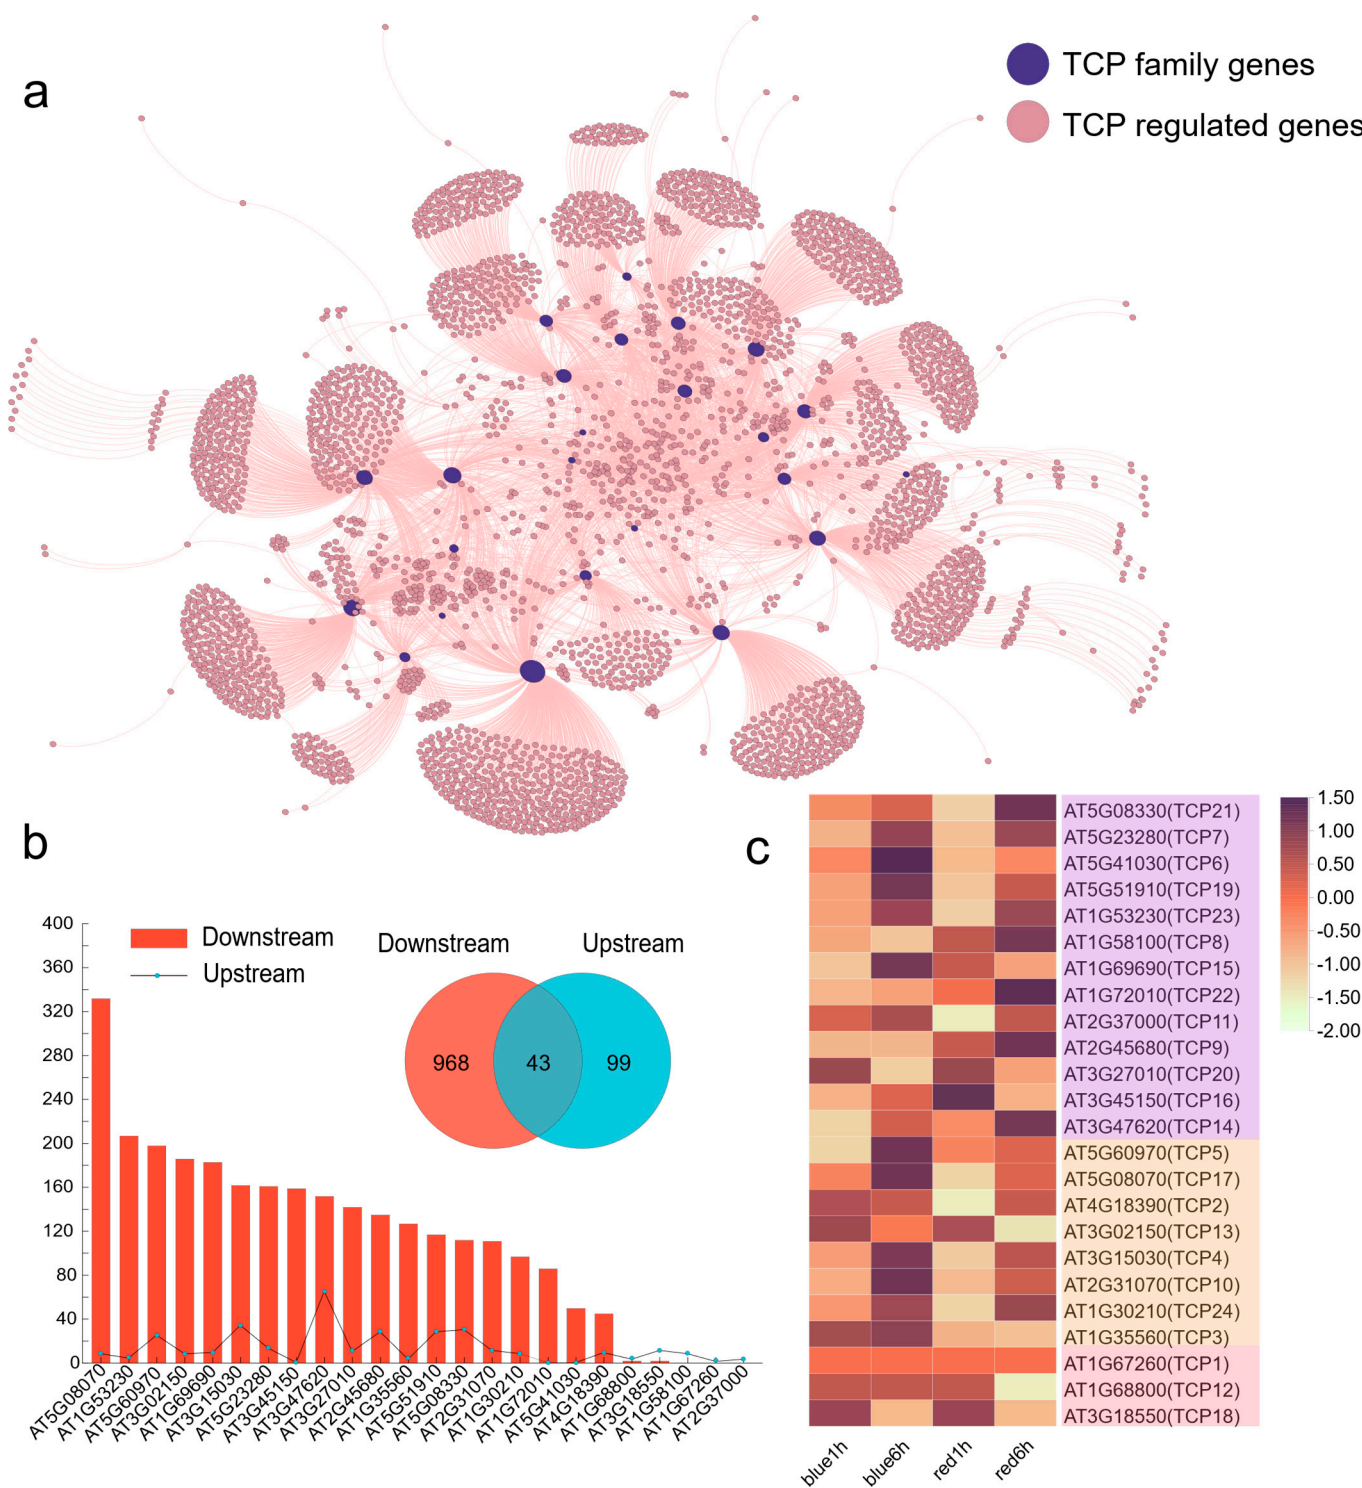 a
TCP family genes
TCP regulated genes
b
400
360
320
280
240
200
160
120
80
40
0
Downstream
Upstream
Downstream
Upstream
968
43
99
AT5G08070
AT1G53230
AT5G60970
AT3G02150
AT1G69690
AT3G15030
AT5G23280
AT3G45150
AT3G47620
AT3G27010
AT2G45680
AT1G35560
AT5G51910
AT5G08330
AT2G31070
AT1G30210
AT1G72010
AT5G41030
AT4G18390
AT1G68800
AT3G18550
AT1G58100
AT1G67260
AT2G37000
c
AT5G08330(TCP21)
AT5G23280(TCP7)
AT5G41030(TCP6)
AT5G51910(TCP19)
AT1G53230(TCP23)
AT1G58100(TCP8)
AT1G69690(TCP15)
AT1G72010(TCP22)
AT2G37000(TCP11)
AT2G45680(TCP9)
AT3G27010(TCP20)
AT3G45150(TCP16)
AT3G47620(TCP14)
AT5G60970(TCP5)
AT5G08070(TCP17)
AT4G18390(TCP2)
AT3G02150(TCP13)
AT3G15030(TCP4)
AT2G31070(TCP10)
AT1G30210(TCP24)
AT1G35560(TCP3)
AT1G67260(TCP1)
AT1G68800(TCP12)
AT3G18550(TCP18)
blue1h
blue6h
red1h
red6h
1.50
1.00
0.50
0.00
-0.50
-1.00
-1.50
-2.00